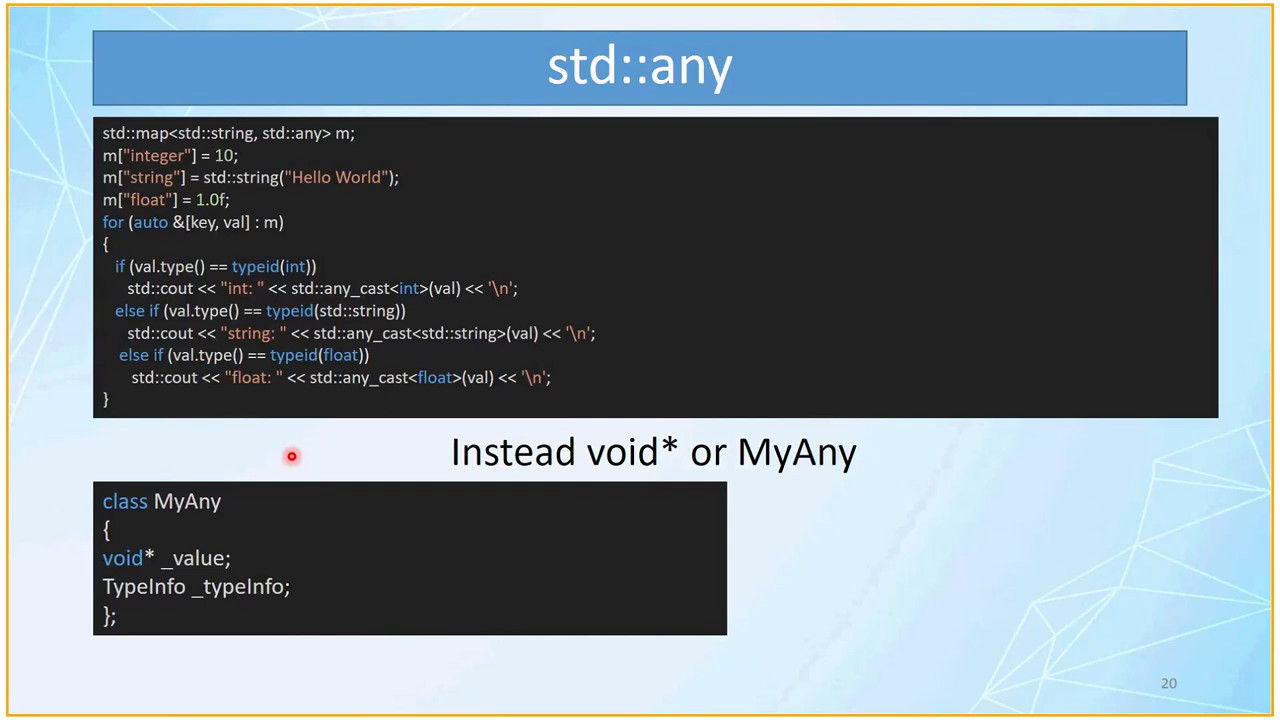 std::any
std::map<std::string, std::any> m;
m["integer"] = 10;
m["string"] = std::string("Hello World");
m["float"] = 1.0f;
for (auto &[key, val] : m)
{
if (val.type() == typeid(int))
std::cout << "int: " << std::any_cast<int>(val) << '\n';
else if (val.type() == typeid(std::string))
std::cout << "string: " << std::any_cast<std::string>(val) << '\n';
else if (val.type() == typeid(float))
std::cout << "float: " << std::any_cast<float>(val) << '\n';
}
Instead void* or MyAny
class MyAny
{
void* _value;
TypeInfo _typeInfo;
};
20